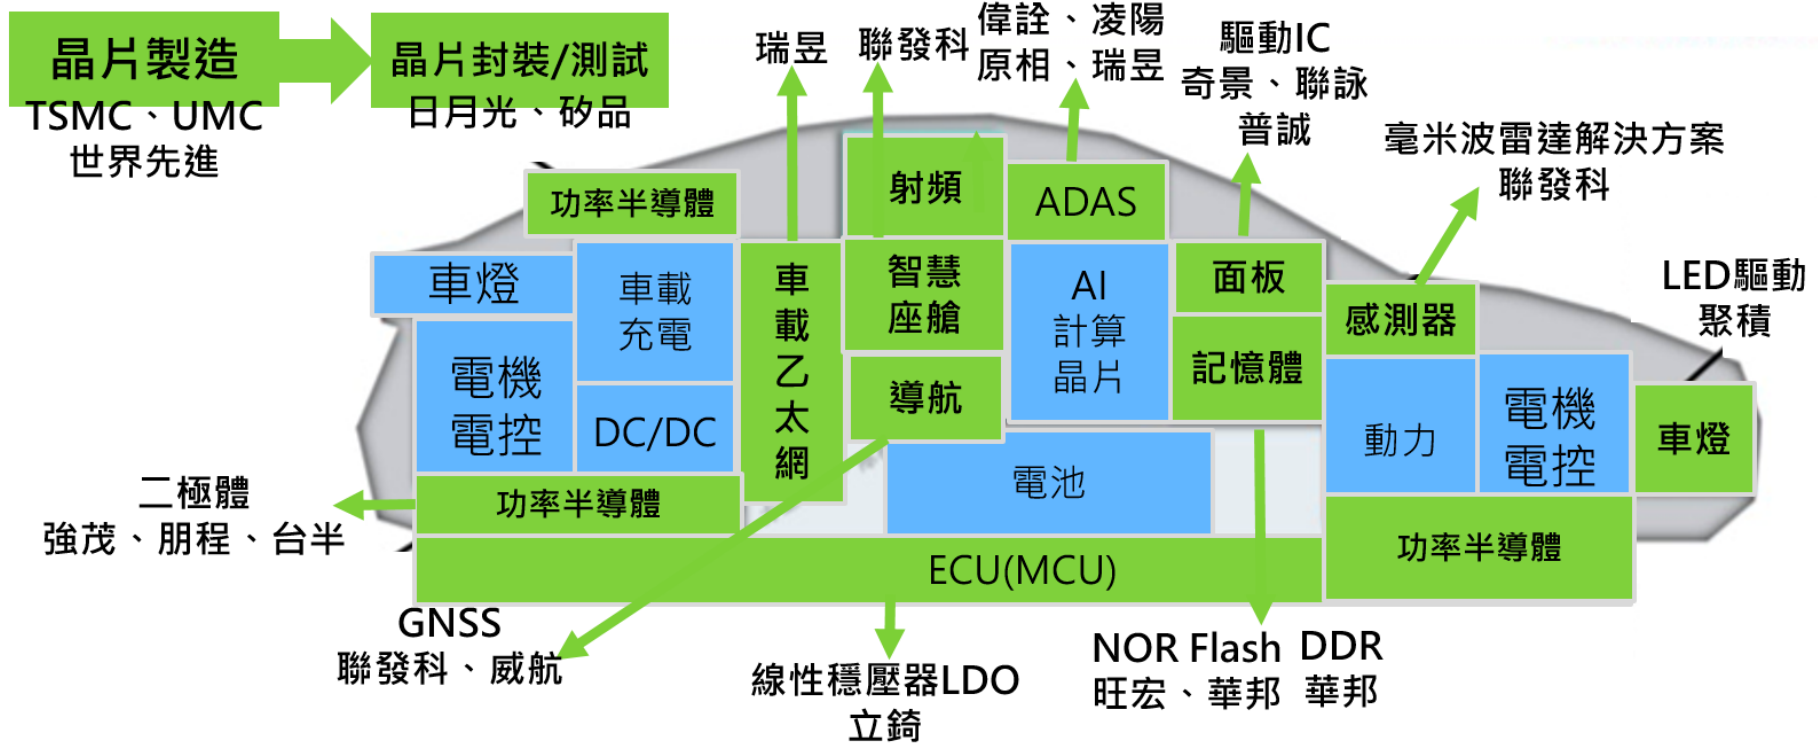 晶片製造
TSMC、UMC
世界先進
晶片封裝/測試
日月光、矽品
瑞昱
聯發科
偉詮、凌陽
原相、瑞昱
驅動IC
奇景、聯詠
普誠
毫米波雷達解決方案
聯發科
LED驅動
聚積
功率半導體
車燈
車載
充電
電機
電控
DC/DC
功率半導體
車
載
乙
太
網
射頻
智慧
座艙
導航
ADAS
AI
計算
晶片
面板
記憶體
電池
感測器
動力
電機
電控
車燈
功率半導體
ECU(MCU)
二極體
強茂、朋程、台半
GNSS
聯發科、威航
線性穩壓器LDO
立錡
NOR Flash
旺宏、華邦
DDR
華邦